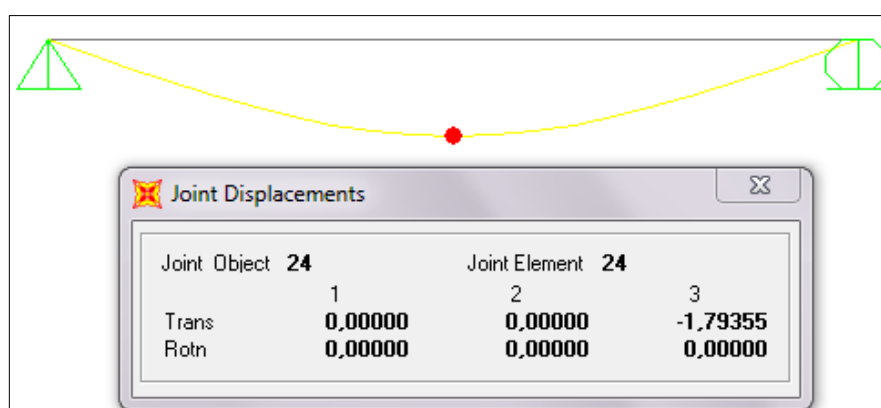 Joint Displacements
Joint Object 24 Joint Element 24
1 2 3
Trans 0,00000 0,00000 -1,79355
Rotn 0,00000 0,00000 0,00000